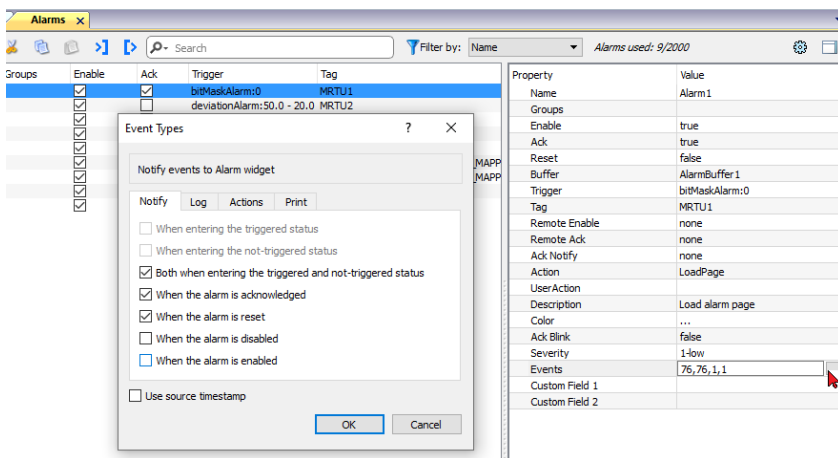 Alarms
Search
Filter by: Name
Alarms used: 9/2000
Groups Enable Ack Trigger Tag
bitMaskAlarm:0 MRTU1
deviationAlarm:50.0 - 20.0 MRTU2
_MAPP
_MAPP
Event Types
?
Notify events to Alarm widget
Notify Log Actions Print
When entering the triggered status
When entering the not-triggered status
Both when entering the triggered and not-triggered status
When the alarm is acknowledged
When the alarm is reset
When the alarm is disabled
When the alarm is enabled
Use source timestamp
OK Cancel
Property Value
Name Alarm1
Groups
Enable true
Ack true
Reset false
Buffer AlarmBuffer1
Trigger bitMaskAlarm:0
Tag MRTU1
Remote Enable none
Remote Ack none
Ack Notify none
Action LoadPage
UserAction
Description Load alarm page
Color ...
Ack Blink false
Severity 1-low
Events 76,76,1,1
Custom Field 1
Custom Field 2